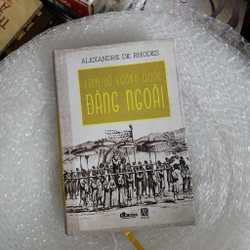 ALEXANDRE DE RHODES
LỊCH SỬ VƯƠNG QUỐC
ĐÀNG NGOÀI